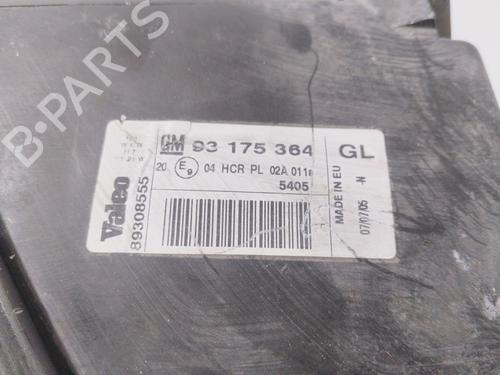 GM 93 175 364 GL
20 E9 04 HCR PL 02A 011
5405
Valeo
89308555
H7
MADE IN EU
07/07/05 -N
B-PARTS